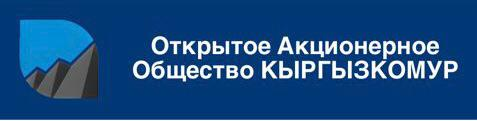 Открытое Акционерное
Общество КЫРГЫЗКОМУР